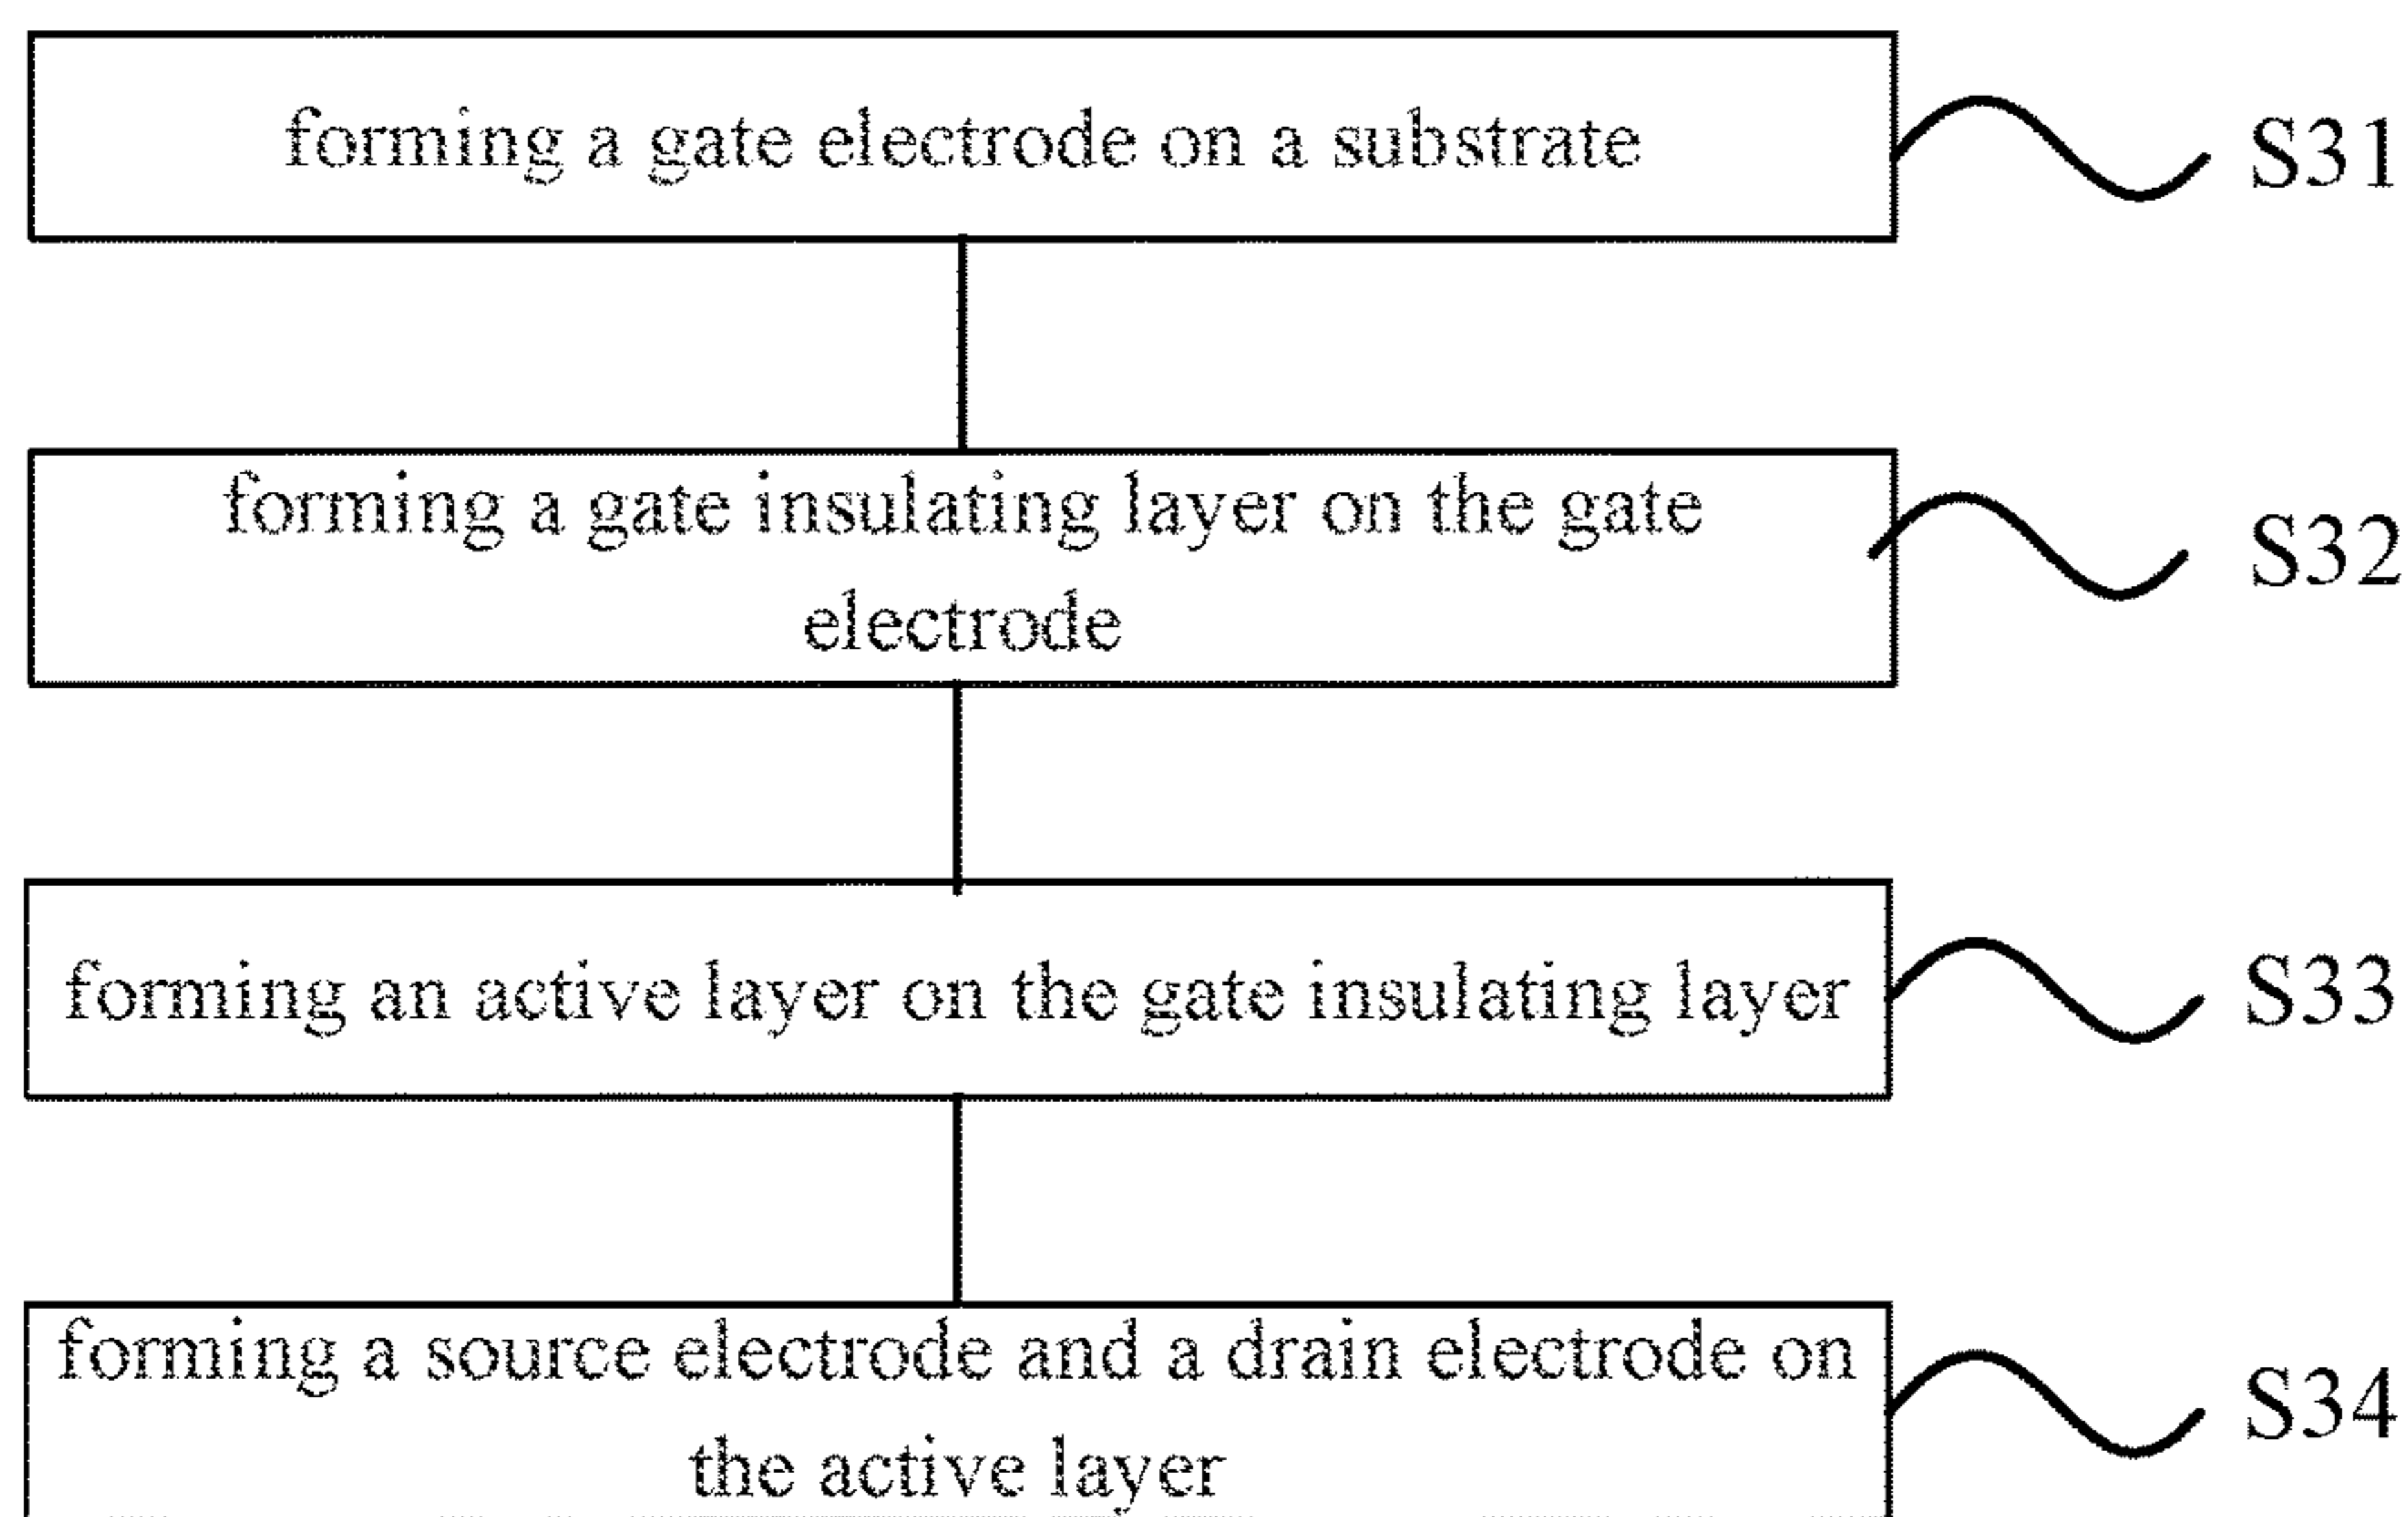 forming a gate electrode on a substrate
S31
forming a gate insulating layer on the gate
electrode
S32
forming an active layer on the gate insulating layer
S33
forming a source electrode and a drain electrode on
the active layer
S34